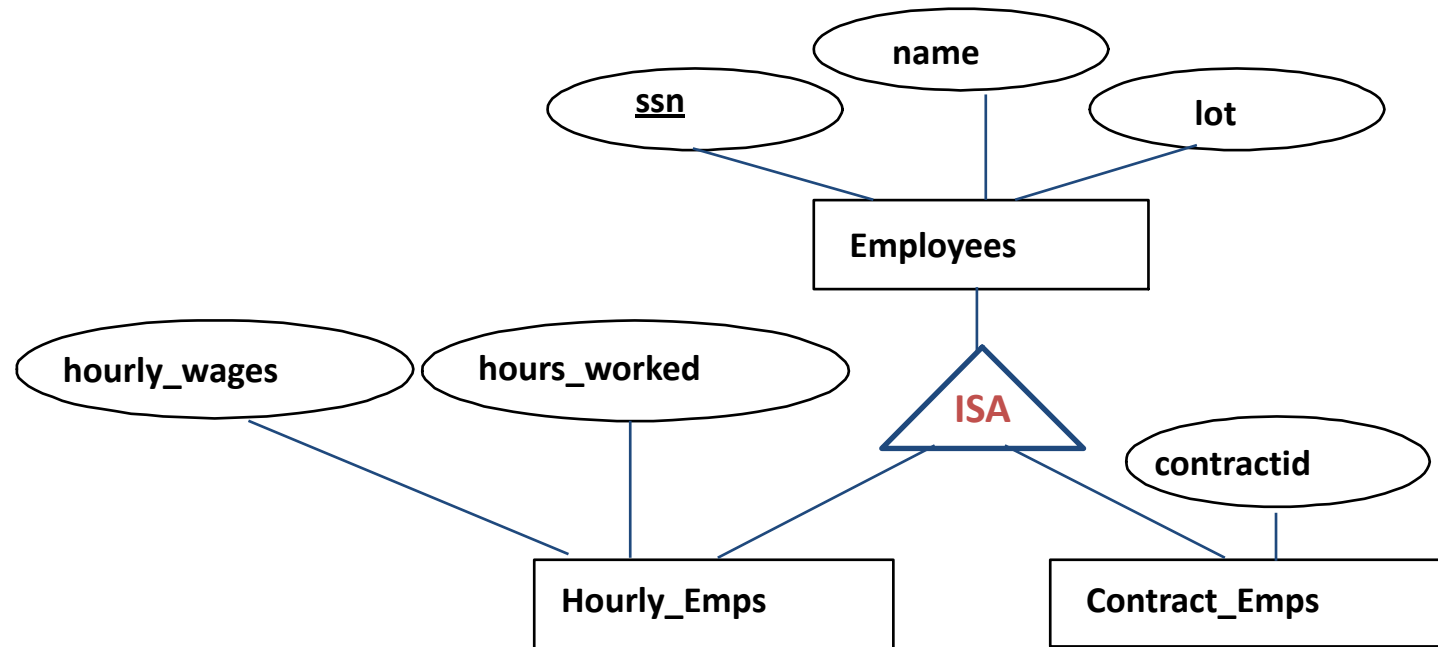 name
ssn
lot
Employees
hourly_wages
hours_worked
ISA
contractid
Hourly_Emps
Contract_Emps